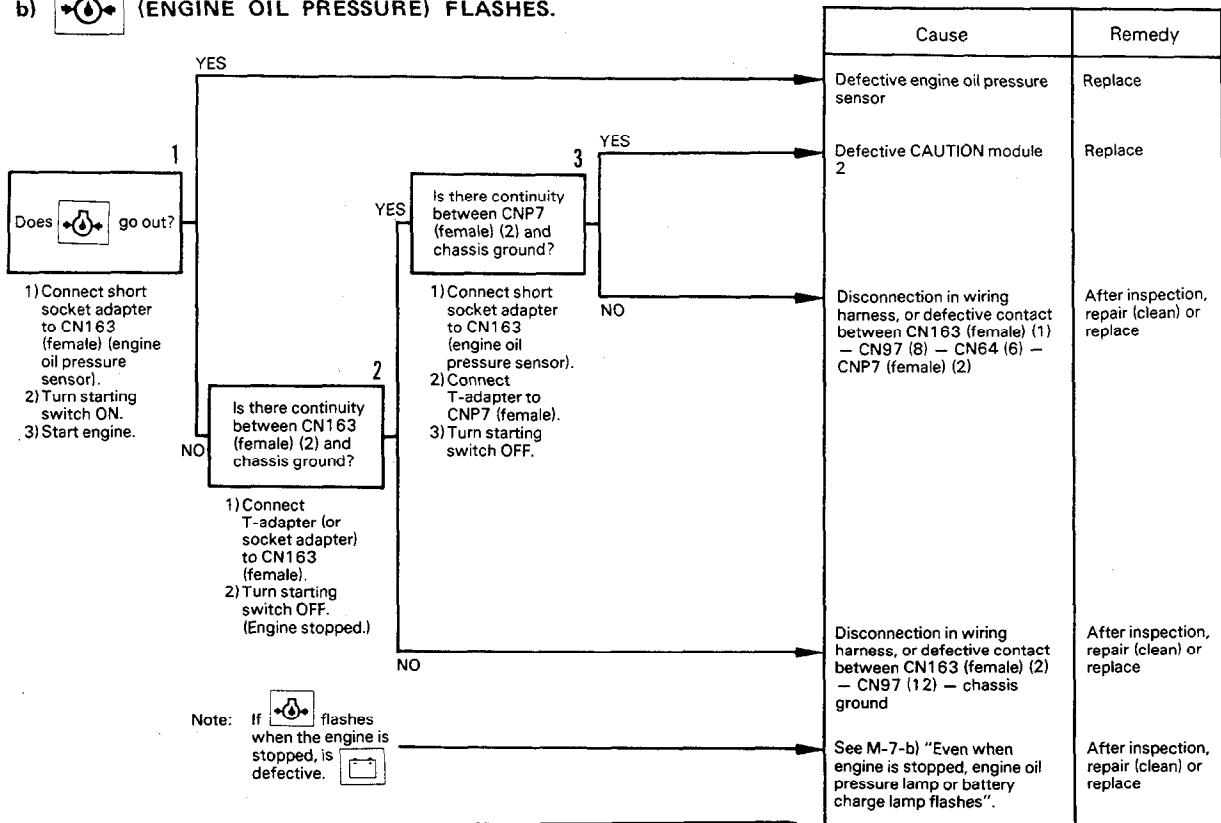 b) (ENGINE OIL PRESSURE) FLASHES.
Cause
Remedy
YES
Defective engine oil pressure
sensor
Replace
1
Does go out?
1) Connect short
socket adapter
to CN163
(female) (engine
oil pressure
sensor).
2) Turn starting
switch ON.
3) Start engine.
NO
2
Is there continuity
between CN163
(female) (2) and
chassis ground?
1) Connect
T-adapter (or
socket adapter)
to CN163
(female).
2) Turn starting
switch OFF.
(Engine stopped.)
YES
3
Is there continuity
between CNP7
(female) (2) and
chassis ground?
1) Connect short
socket adapter
to CN163
(engine oil
pressure sensor).
2) Connect
T-adapter to
CNP7 (female).
3) Turn starting
switch OFF.
YES
Defective CAUTION module
2
Replace
NO
Disconnection in wiring
harness, or defective contact
between CN163 (female) (1)
— CN97 (8) — CN64 (6) —
CNP7 (female) (2)
After inspection,
repair (clean) or
replace
NO
Disconnection in wiring
harness, or defective contact
between CN163 (female) (2)
— CN97 (12) — chassis
ground
After inspection,
repair (clean) or
replace
Note: If flashes
when the engine is
stopped, is
defective.
See M-7-b) "Even when
engine is stopped, engine oil
pressure lamp or battery
charge lamp flashes".
After inspection,
repair (clean) or
replace